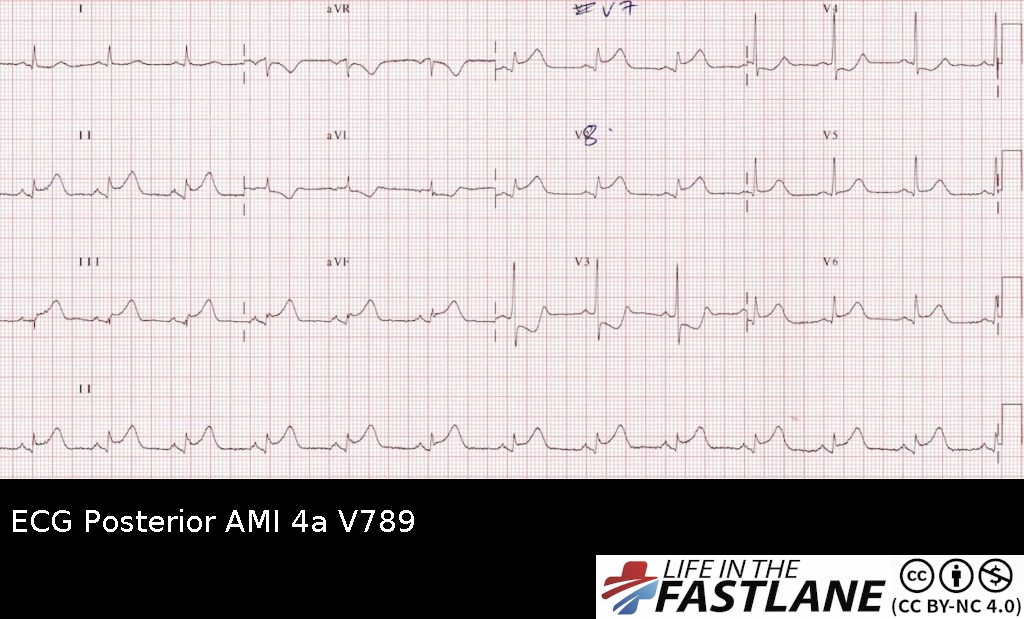 I aVR V7 V4
II aVL V8 V5
III aVF V3 V6
II
ECG Posterior AMI 4a V789
LIFE IN THE
FASTLANE
cc
(CC BY-NC 4.0)